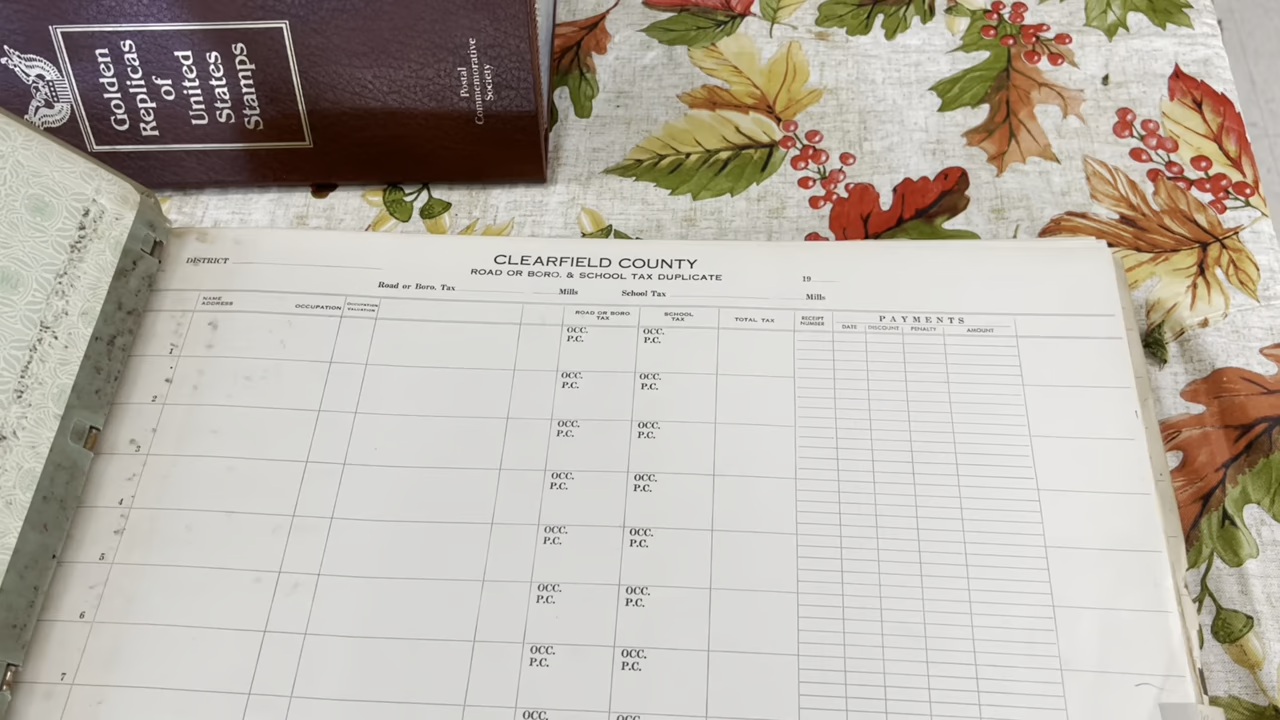 Golden
Replicas
of
United
States
Stamps
Postal
Commemorative
Society
CLEARFIELD COUNTY
ROAD OR BORO. & SCHOOL TAX DUPLICATE
DISTRICT
19
Road or Boro. Tax Mills School Tax Mills
NAME
ADDRESS
OCCUPATION
OCCUPATION
VALUATION
ROAD OR BORO
TAX
SCHOOL
TAX
TOTAL TAX
RECEIPT
NUMBER
PAYMENTS
DATE DISCOUNT PENALTY AMOUNT
1
OCC. OCC.
P.C. P.C.
2
OCC. OCC.
P.C. P.C.
3
OCC. OCC.
P.C. P.C.
4
OCC. OCC.
P.C. P.C.
5
OCC. OCC.
P.C. P.C.
6
OCC. OCC.
P.C. P.C.
7
OCC. OCC.
P.C. P.C.
OCC. OCC.